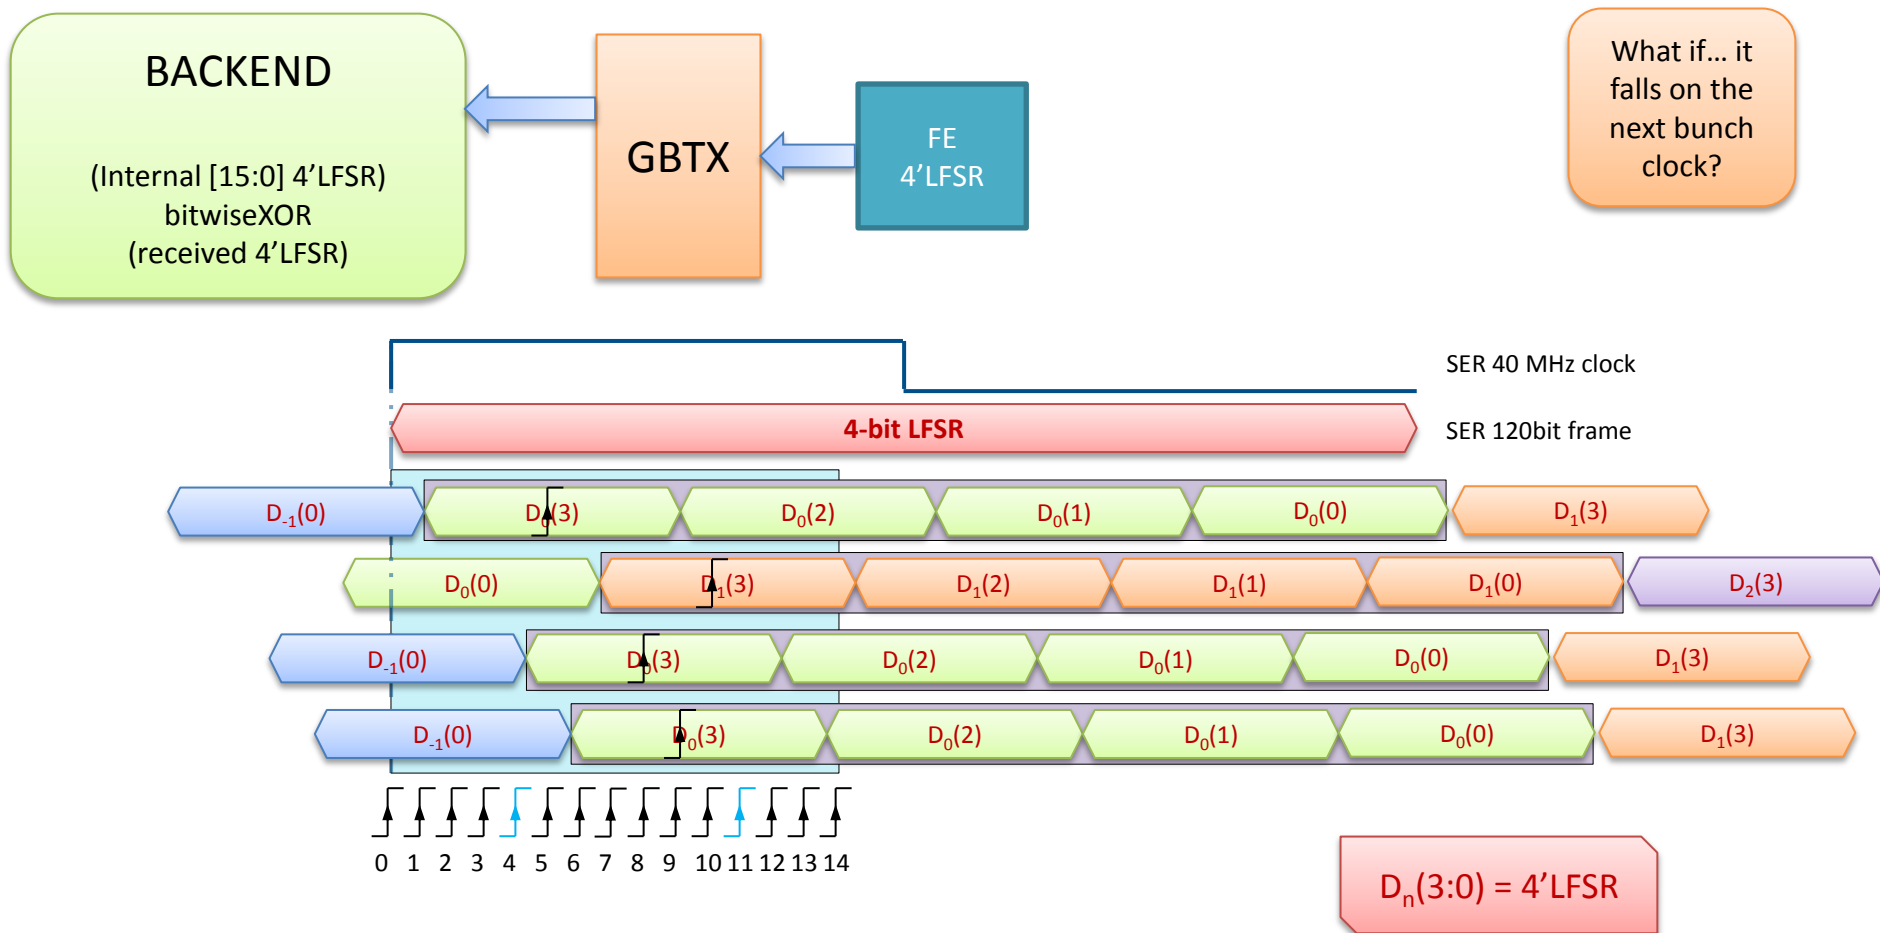 BACKEND
(Internal [15:0] 4'LFSR)
bitwiseXOR
(received 4'LFSR)
GBTX
FE
4'LFSR
What if... it
falls on the
next bunch
clock?
SER 40 MHz clock
4-bit LFSR
SER 120bit frame
D-1(0) D0(3) D0(2) D0(1) D0(0) D1(3)
D0(0) D1(3) D1(2) D1(1) D1(0) D2(3)
D-1(0) D0(3) D0(2) D0(1) D0(0) D1(3)
D-1(0) D0(3) D0(2) D0(1) D0(0) D1(3)
0 1 2 3 4 5 6 7 8 9 10 11 12 13 14
Dn(3:0) = 4'LFSR